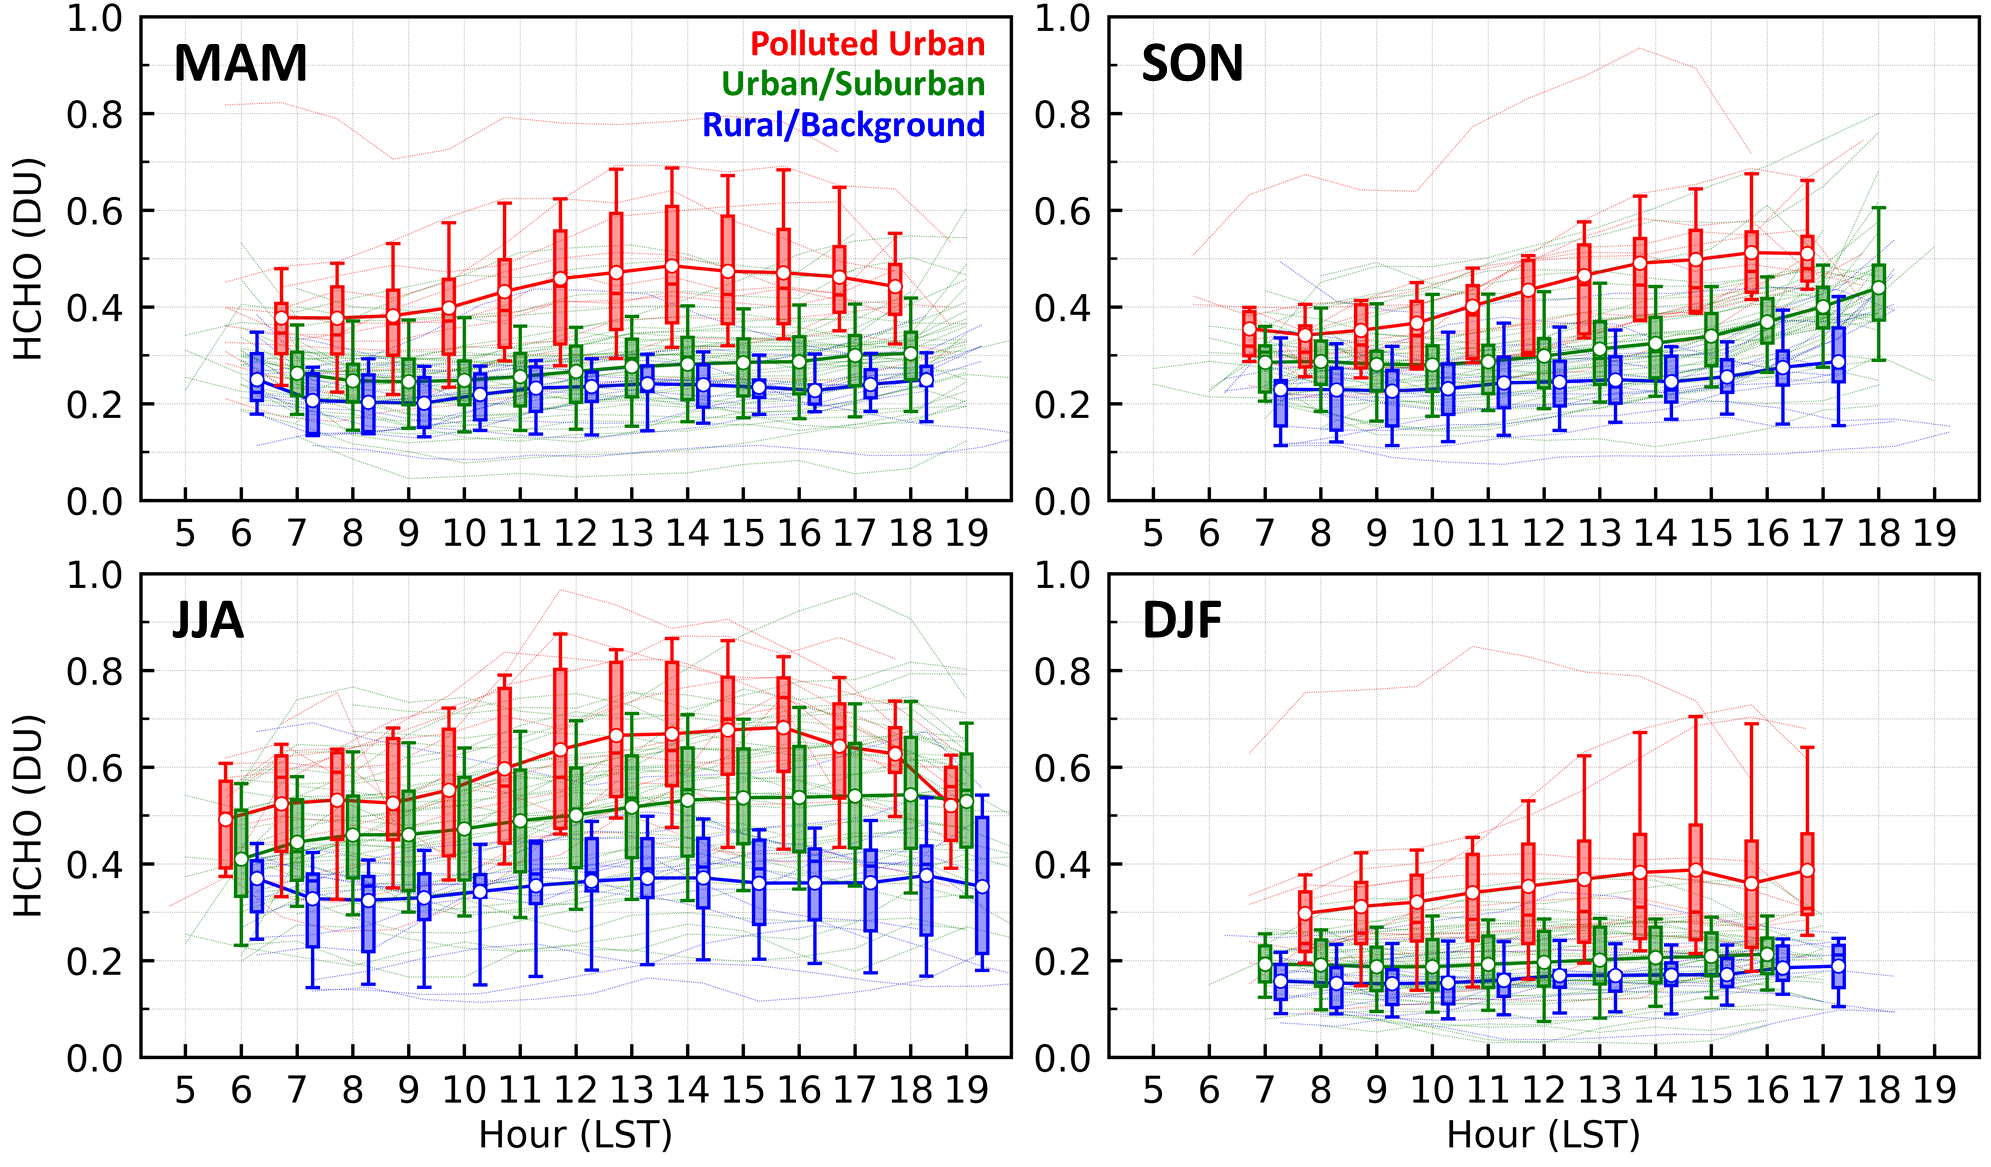 MAM
Polluted Urban
Urban/Suburban
Rural/Background
HCHO (DU)
1.0
0.8
0.6
0.4
0.2
0.0
5 6 7 8 9 10 11 12 13 14 15 16 17 18 19
SON
1.0
0.8
0.6
0.4
0.2
0.0
5 6 7 8 9 10 11 12 13 14 15 16 17 18 19
JJA
HCHO (DU)
1.0
0.8
0.6
0.4
0.2
0.0
5 6 7 8 9 10 11 12 13 14 15 16 17 18 19
Hour (LST)
DJF
1.0
0.8
0.6
0.4
0.2
0.0
5 6 7 8 9 10 11 12 13 14 15 16 17 18 19
Hour (LST)